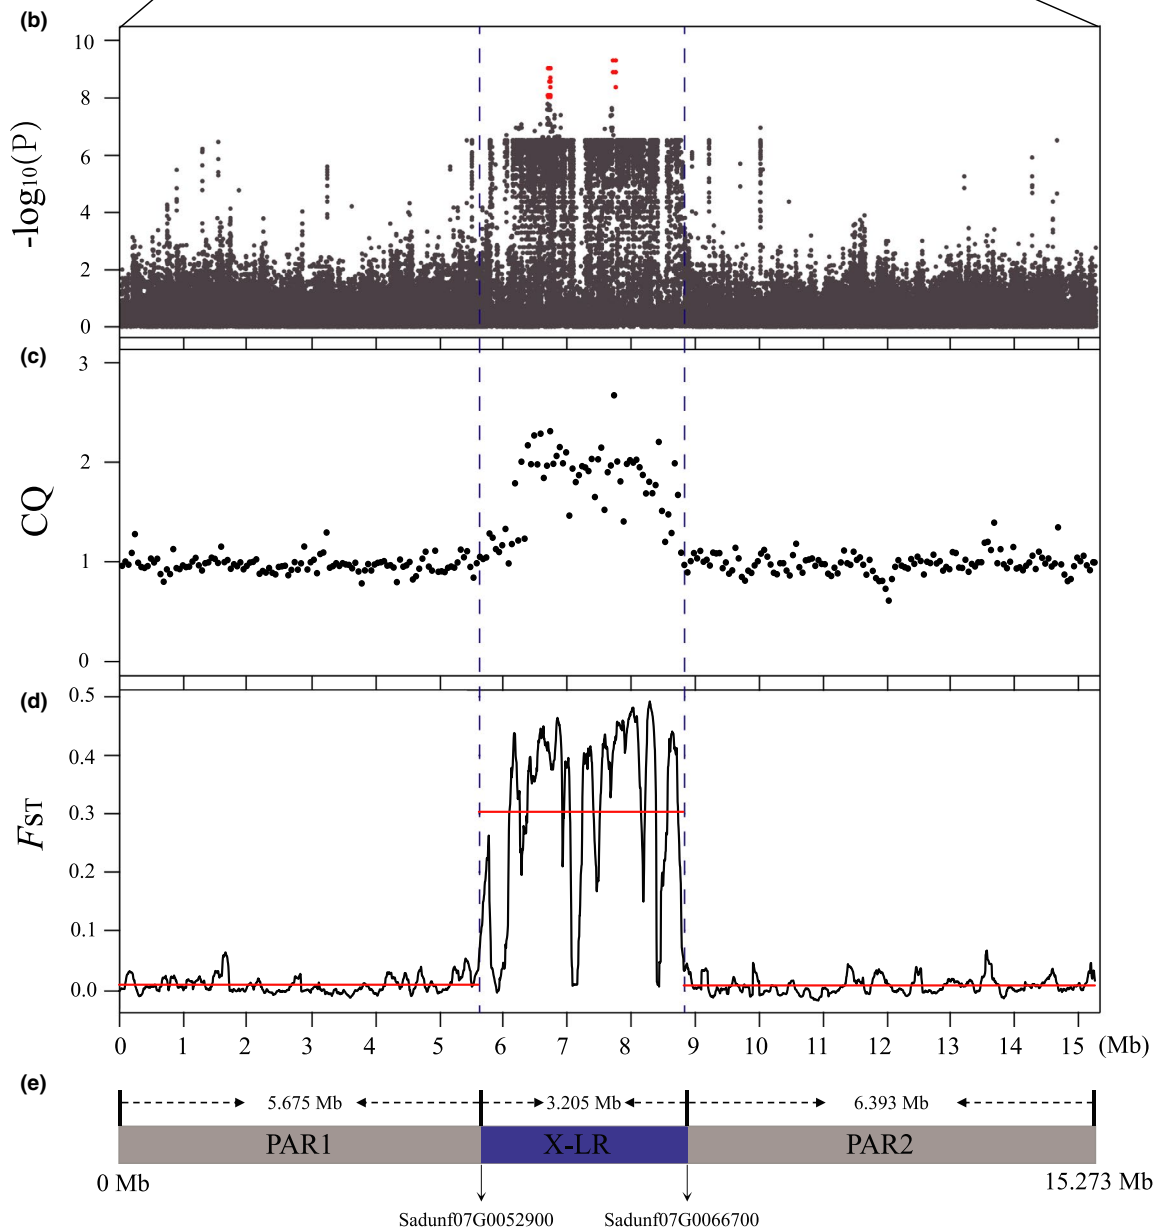 (b)
10
8
6
4
2
0
-log10(P)
(c)
3
2
1
0
CQ
(d)
0.5
0.4
0.3
0.2
0.1
0.0
FST
0 1 2 3 4 5 6 7 8 9 10 11 12 13 14 15 (Mb)
(e)
5.675 Mb 3.205 Mb 6.393 Mb
PAR1 X-LR PAR2
0 Mb 15.273 Mb
Sadunf07G0052900 Sadunf07G0066700